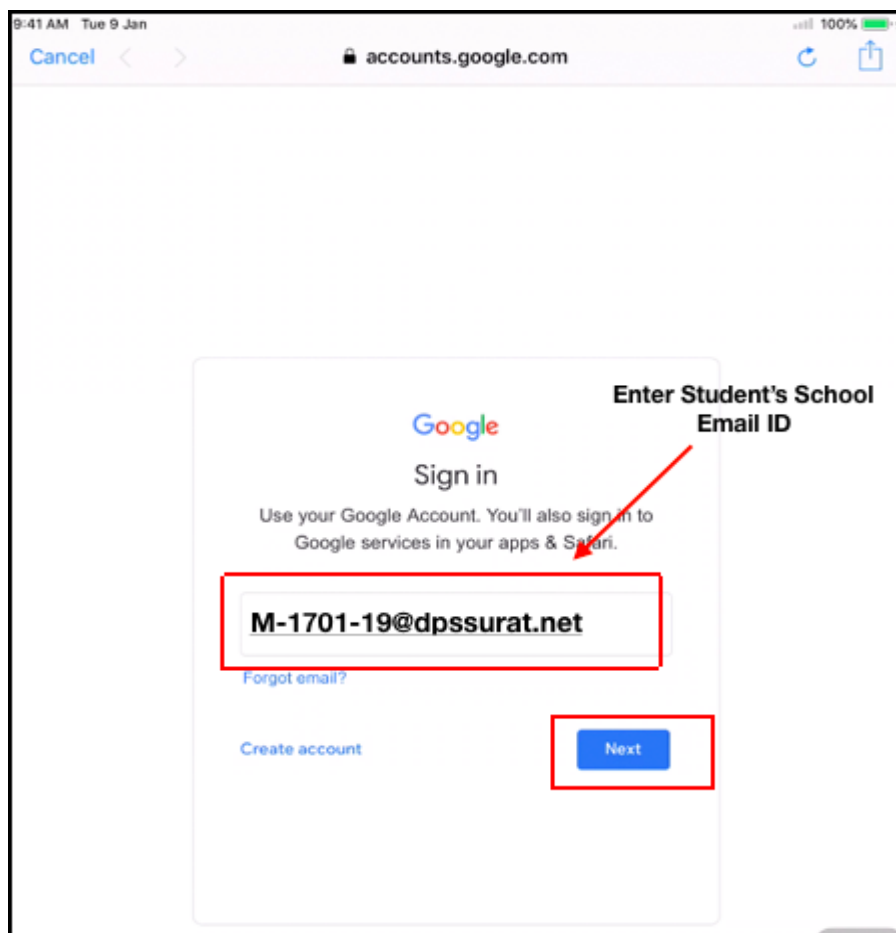 9:41 AM Tue 9 Jan 100%
Cancel accounts.google.com
Enter Student's School
Email ID
Google
Sign in
Use your Google Account. You'll also sign in to
Google services in your apps & Safari.
M-1701-19@dpssurat.net
Forgot email?
Create account Next